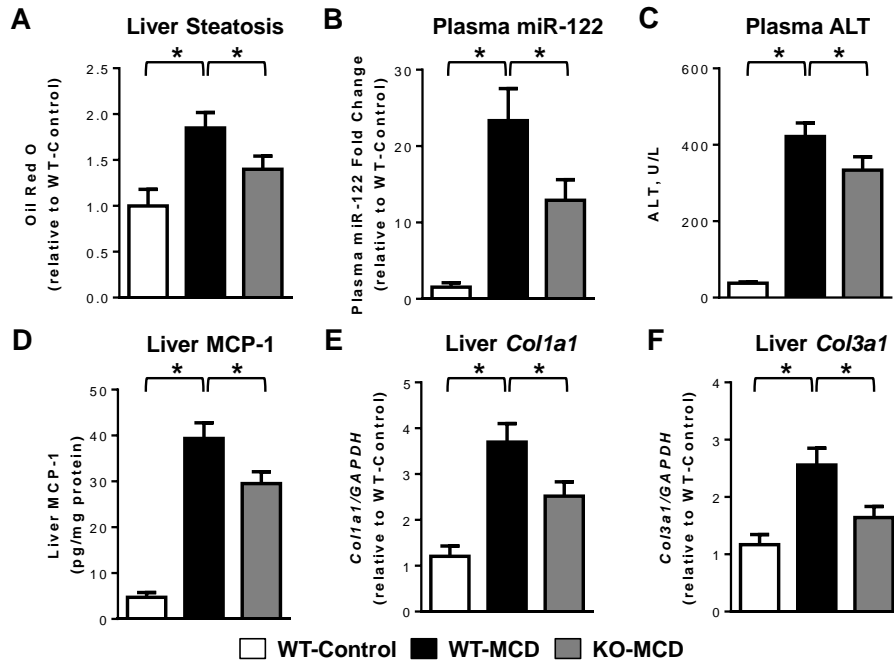 A
Liver Steatosis
* *
Oil Red O
(relative to WT-Control)
2.5
2.0
1.5
1.0
0.5
0.0
B
Plasma miR-122
* *
Plasma miR-122 Fold Change
(relative to WT-Control)
30
20
10
0
C
Plasma ALT
* *
ALT, U/L
600
400
200
0
D
Liver MCP-1
* *
Liver MCP-1
(pg/mg protein)
50
40
30
20
10
0
E
Liver Col1a1
* *
Col1a1/GAPDH
(relative to WT-Control)
5
4
3
2
1
0
F
Liver Col3a1
* *
Col3a1/GAPDH
(relative to WT-Control)
4
3
2
1
0
WT-Control WT-MCD KO-MCD